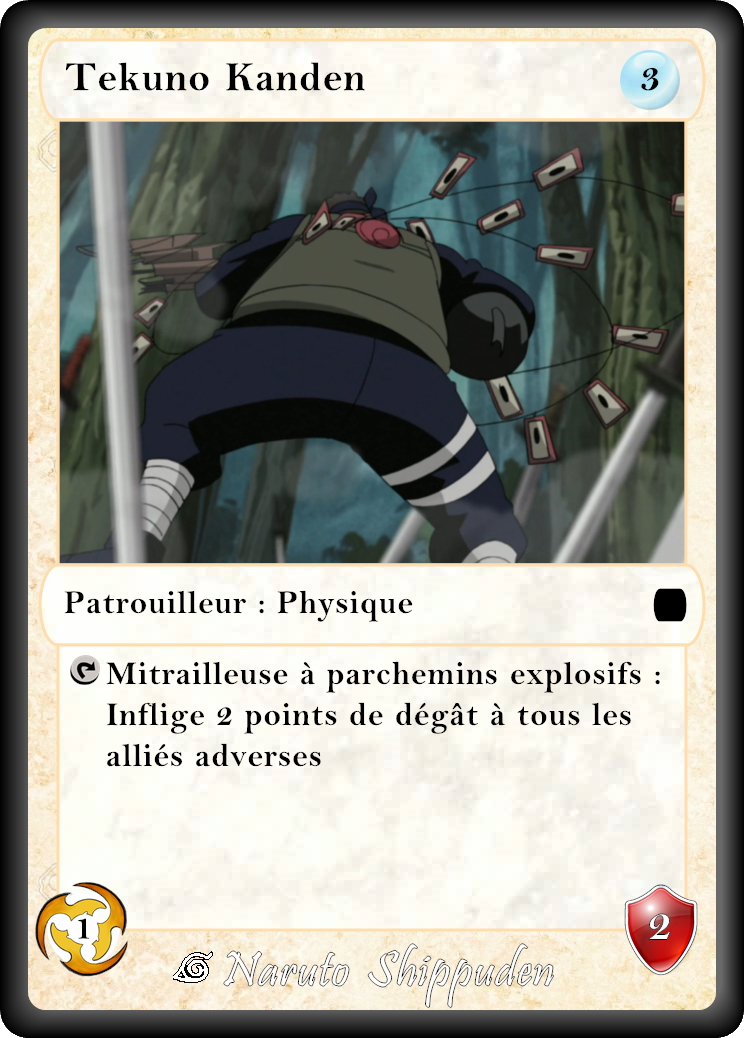 Tekuno Kanden
3
Patrouilleur : Physique
Mitrailleuse à parchemins explosifs :
Inflige 2 points de dégât à tous les
alliés adverses
1
2
Naruto Shippuden